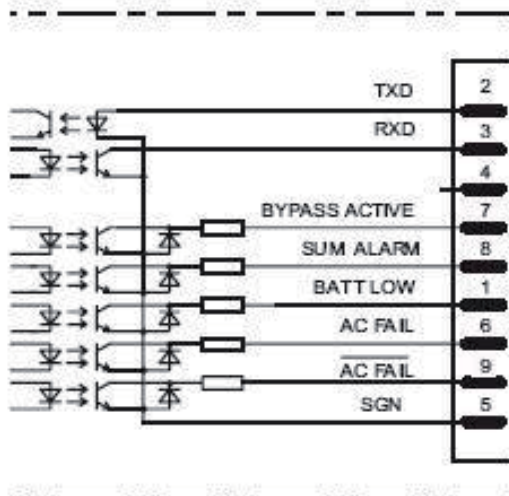 TXD 2
RXD 3
4
BYPASS ACTIVE 7
SUM ALARM 8
BATT LOW 1
AC FAIL 6
AC FAIL 9
SGN 5